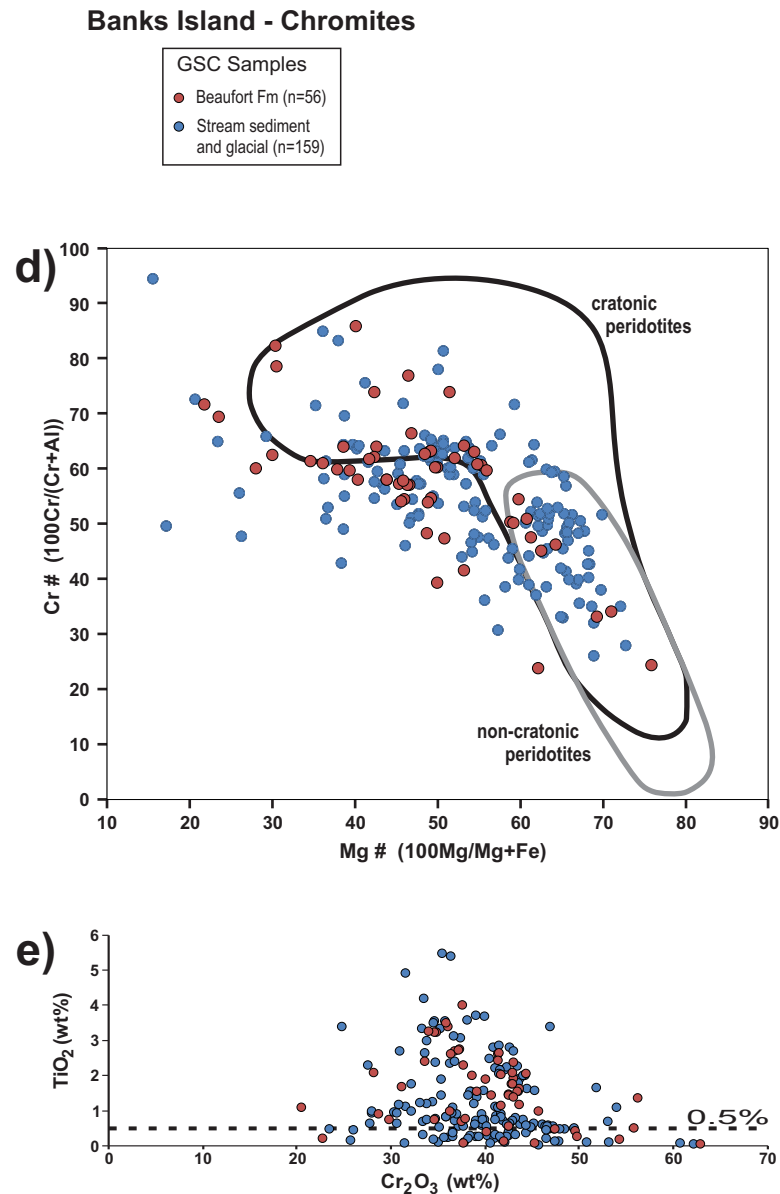 Banks Island - Chromites
GSC Samples
Beaufort Fm (n=56)
Stream sediment
and glacial (n=159)
d)
100
90
80
70
60
50
40
30
20
10
0
Cr # (100Cr/(Cr+Al))
cratonic
peridotites
non-cratonic
peridotites
10 20 30 40 50 60 70 80 90
Mg # (100Mg/Mg+Fe)
e)
6
5
4
3
2
1
0
TiO2 (wt%)
0.5%
0 10 20 30 40 50 60 70
Cr2O3 (wt%)